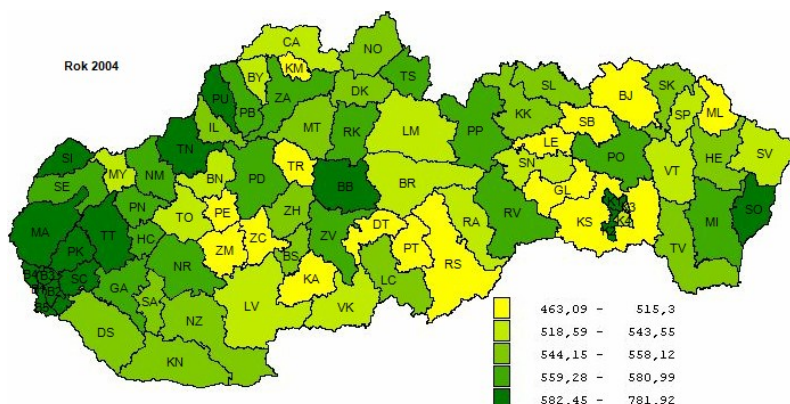 Rok 2004
CA
NO
KM
BY
TS
PU
ZA
DK
PB
IL
MT
RK
LM
PP
KK
SL
BJ
SK
SP
ML
SB
LE
PO
SN
VT
HE
SV
GL
KS
SI
TN
MY
NM
BN
PD
TR
BB
BR
SE
PN
TO
PE
ZH
RA
RV
MI
SO
MA
TT
HC
ZM
ZC
BS
ZV
DT
PT
RS
TV
PK
SC
GA
NR
SA
LV
KA
VK
LC
DS
NZ
KN
463,09 - 515,3
518,59 - 543,55
544,15 - 558,12
559,28 - 580,99
582,45 - 781,92